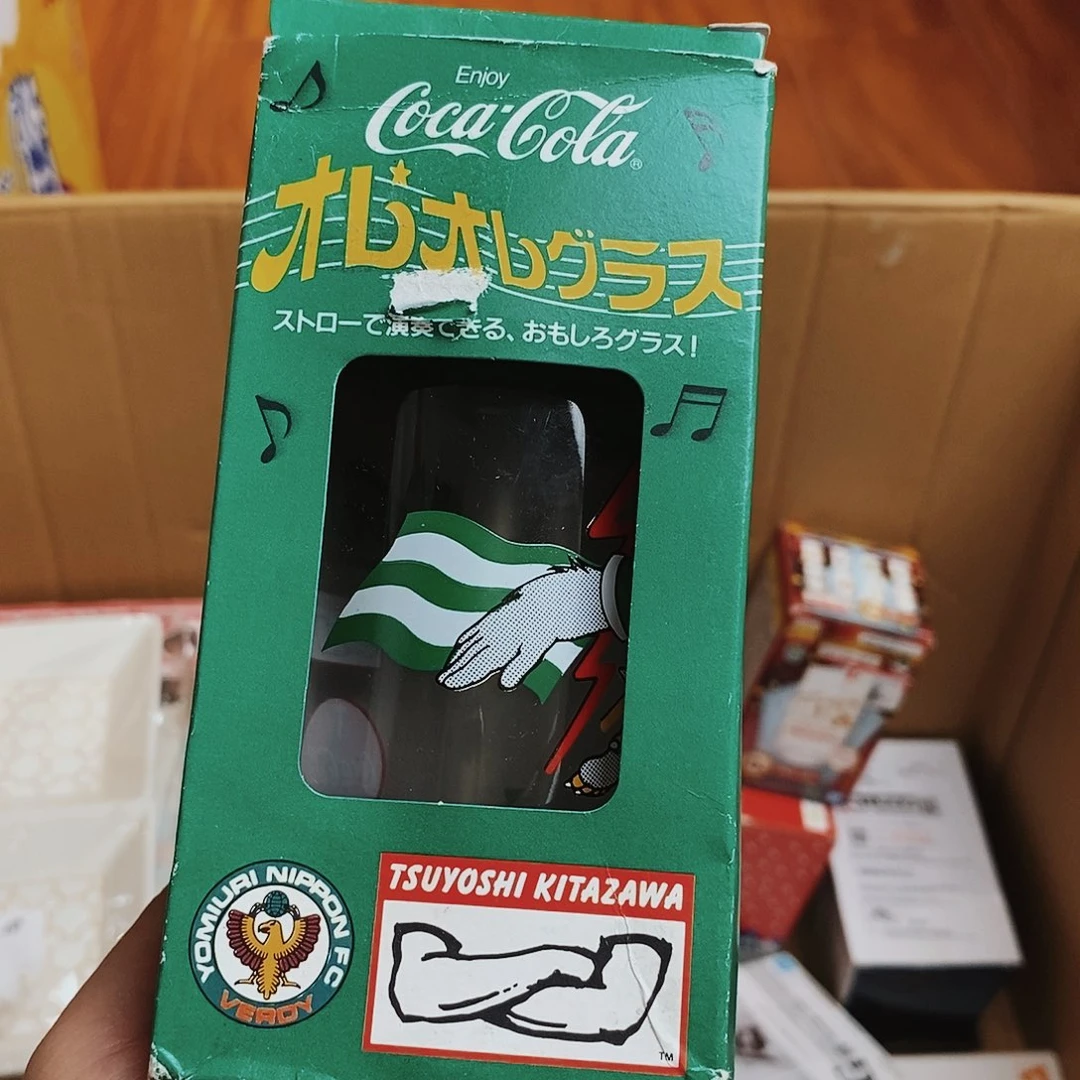 Enjoy
Coca-Cola®
オレオレグラス
ストローで演奏できる、おもしろグラス!
YOMIURI NIPPON FC
VERDY
TSUYOSHI KITAZAWA
TM